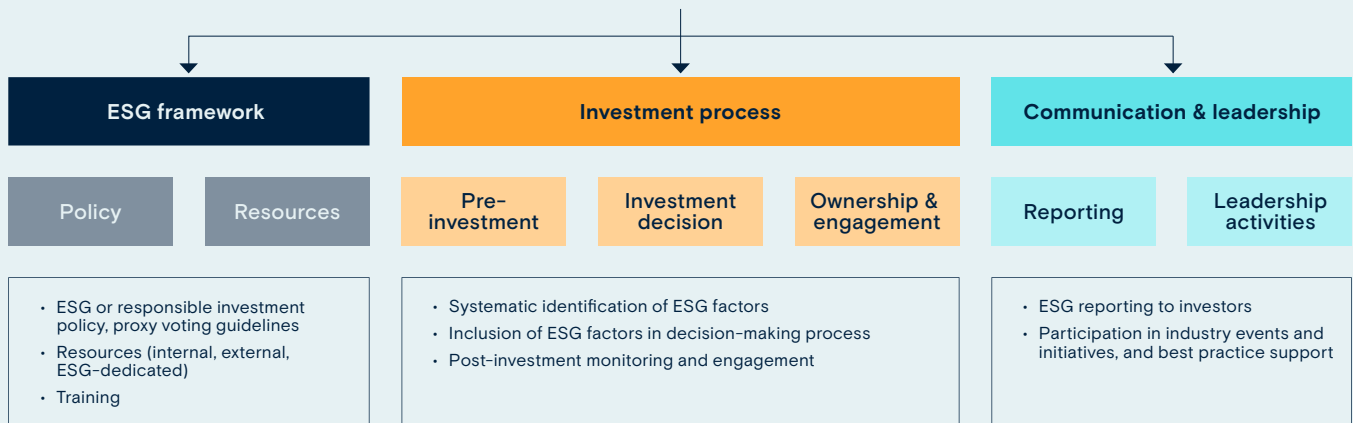 ESG framework
Investment process
Communication & leadership
Policy
Resources
Pre-
investment
Investment
decision
Ownership &
engagement
Reporting
Leadership
activities
• ESG or responsible investment
policy, proxy voting guidelines
• Resources (internal, external,
ESG-dedicated)
• Training
• Systematic identification of ESG factors
• Inclusion of ESG factors in decision-making process
• Post-investment monitoring and engagement
• ESG reporting to investors
• Participation in industry events and
initiatives, and best practice support